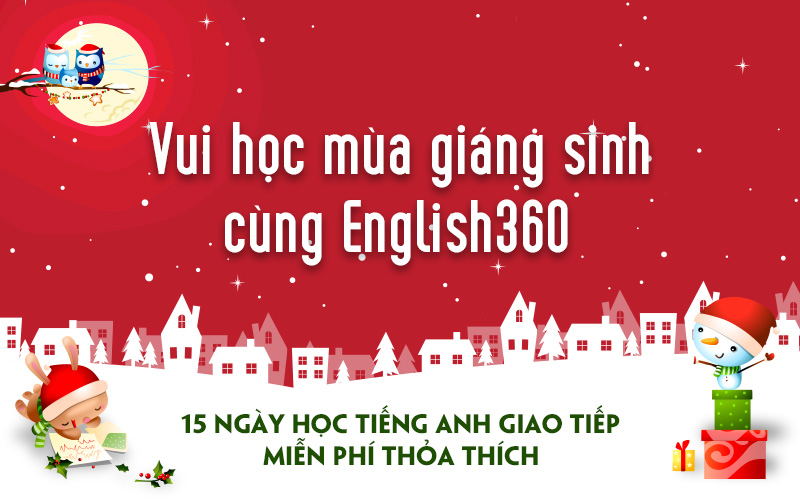 Vui học mùa giáng sinh
cùng English360
15 NGÀY HỌC TIẾNG ANH GIAO TIẾP
MIỄN PHÍ THỎA THÍCH